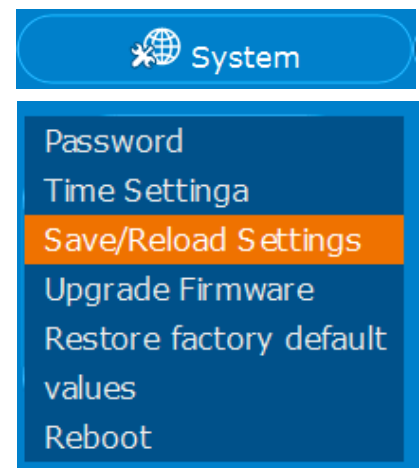 System
Password
Time Settinga
Save/Reload Settings
Upgrade Firmware
Restore factory default
values
Reboot